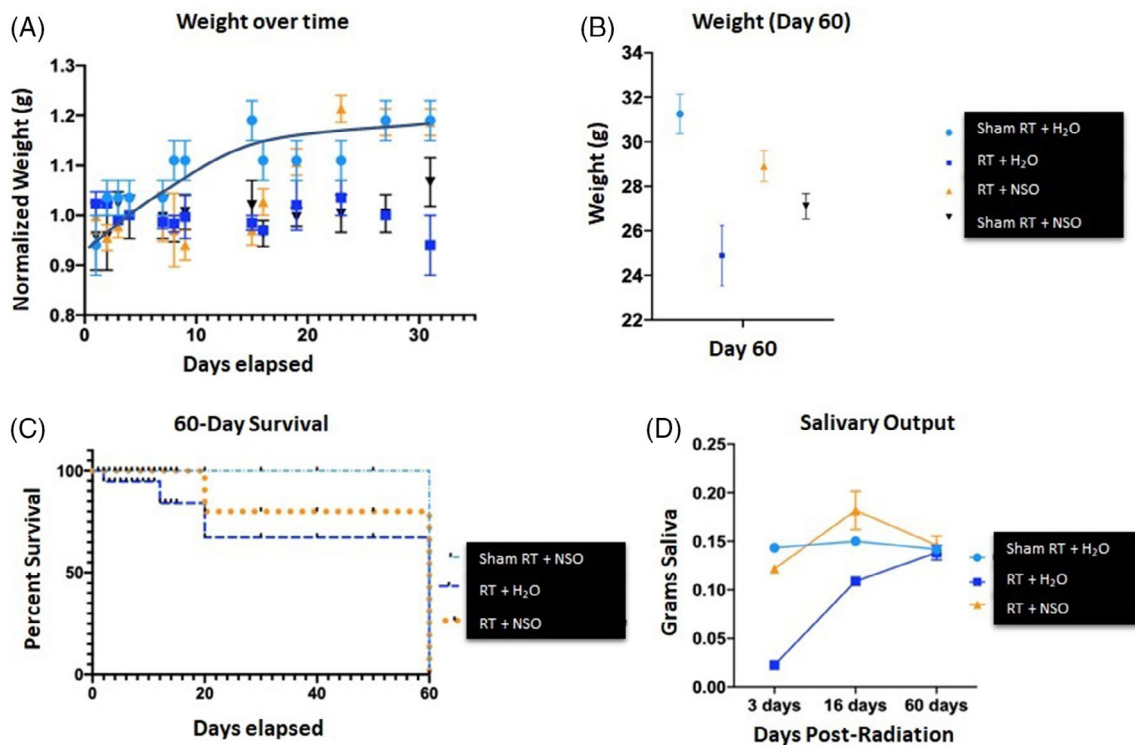 (A)
Weight over time
Normalized Weight (g)
1.3
1.2
1.1
1.0
0.9
0.8
0
10
20
30
Days elapsed
(B)
Weight (Day 60)
Weight (g)
34
32
31
28
26
24
22
Day 60
Sham RT + H₂O
RT + H₂O
RT + NSO
Sham RT + NSO
(C)
60-Day Survival
Percent Survival
100
50
0
0
20
40
60
Days elapsed
Sham RT + NSO
RT + H₂O
RT + NSO
(D)
Salivary Output
Grams Saliva
0.25
0.20
0.15
0.10
0.05
0.00
3 days
16 days
60 days
Days Post-Radiation
Sham RT + H₂O
RT + H₂O
RT + NSO